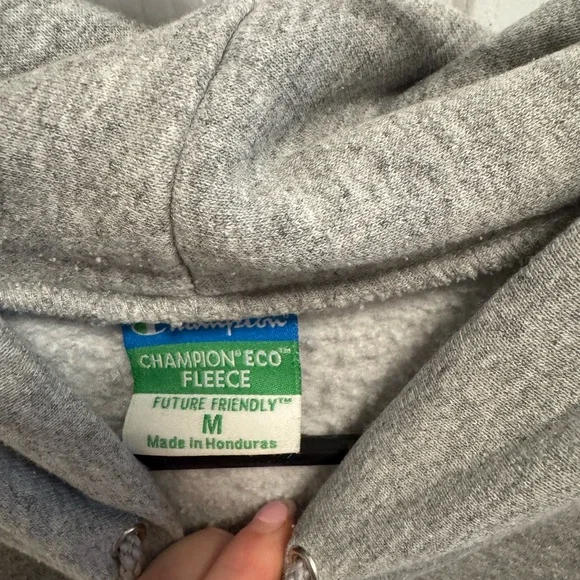 Champion
CHAMPION® ECO™
FLEECE
FUTURE FRIENDLY™
M
Made in Honduras